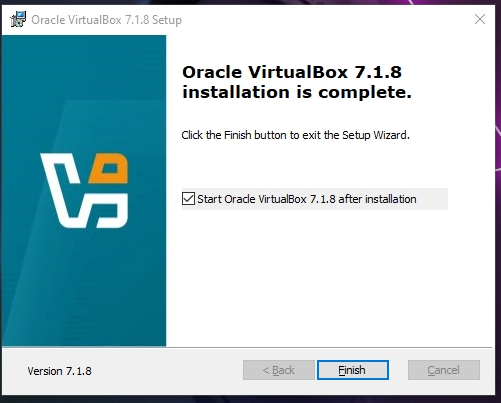 Oracle VirtualBox 7.1.8 Setup
Oracle VirtualBox 7.1.8
installation is complete.
Click the Finish button to exit the Setup Wizard.
Start Oracle VirtualBox 7.1.8 after installation
Version 7.1.8
< Back
Finish
Cancel